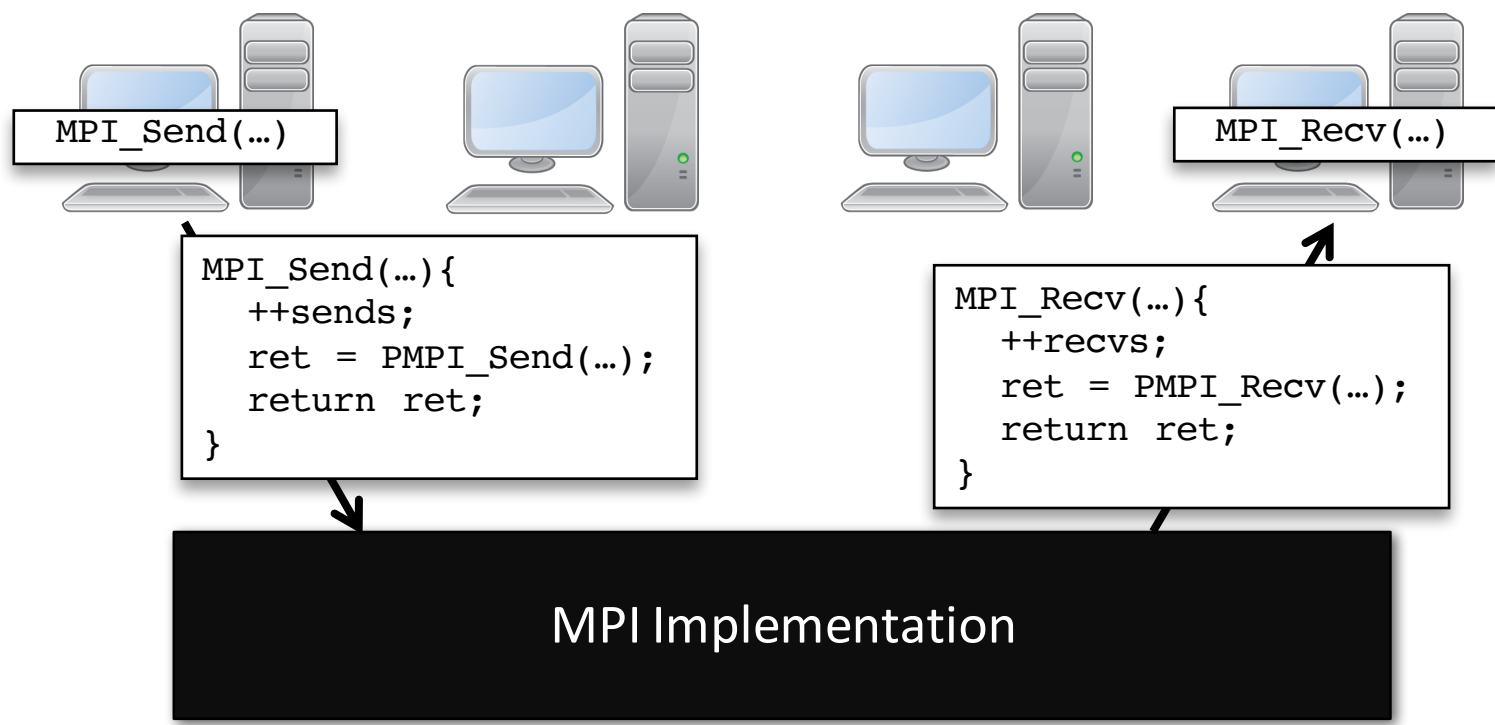 MPI_Send(…)
MPI_Recv(…)
MPI_Send(…){
++sends;
ret = PMPI_Send(…);
return ret;
}
MPI_Recv(…){
++recvs;
ret = PMPI_Recv(…);
return ret;
}
MPI Implementation